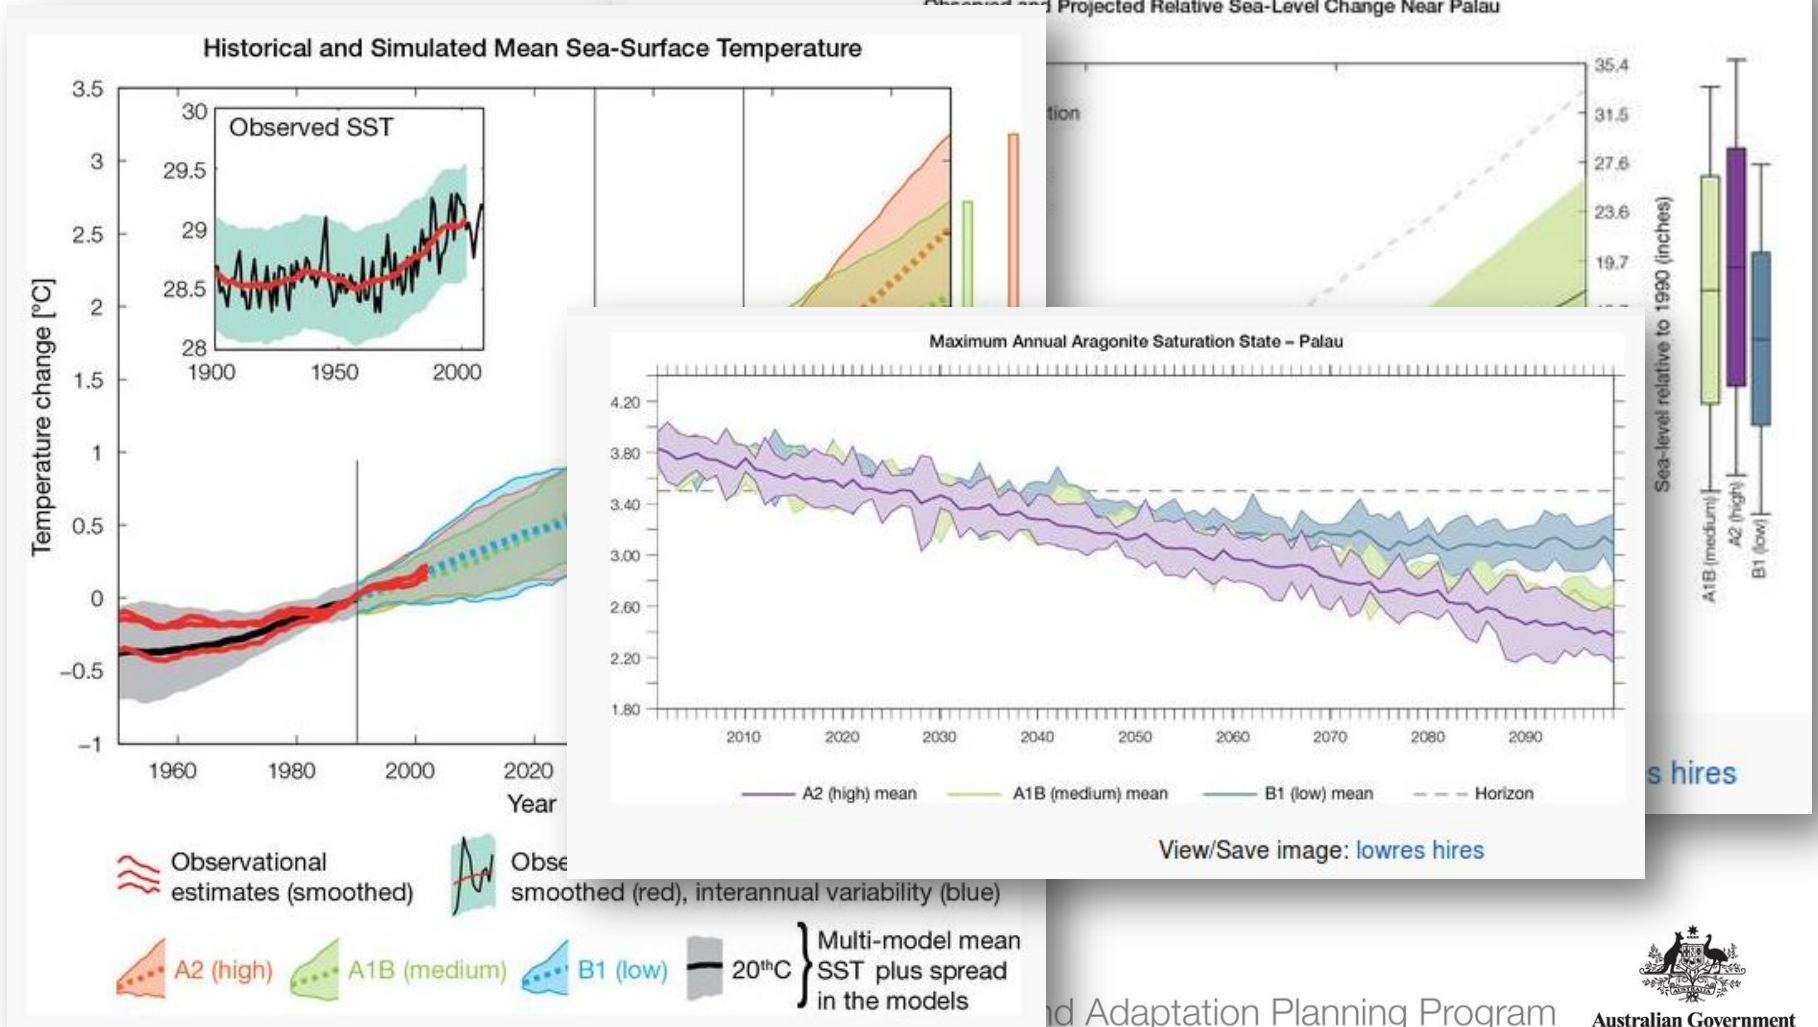 Observed and Projected Relative Sea-Level Change Near Palau
Historical and Simulated Mean Sea-Surface Temperature
Observed SST
30
29.5
29
28.5
28
1900 1950 2000
3.5
3
2.5
2
1.5
1
0.5
0
−0.5
−1
Temperature change [°C]
1960 1980 2000 2020
Year
Observational
estimates (smoothed)
smoothed (red), interannual variability (blue)
A2 (high)
A1B (medium)
B1 (low)
20thC
Multi-model mean
SST plus spread
in the models
35.4
31.5
27.6
23.6
19.7
Sea-level relative to 1990 (inches)
A1B (medium)
A2 (high)
B1 (low)
Maximum Annual Aragonite Saturation State – Palau
4.20
3.80
3.40
3.00
2.60
2.20
1.80
2010 2020 2030 2040 2050 2060 2070 2080 2090
A2 (high) mean A1B (medium) mean B1 (low) mean Horizon
View/Save image: lowres hires
s hires
nd Adaptation Planning Program
Australian Government